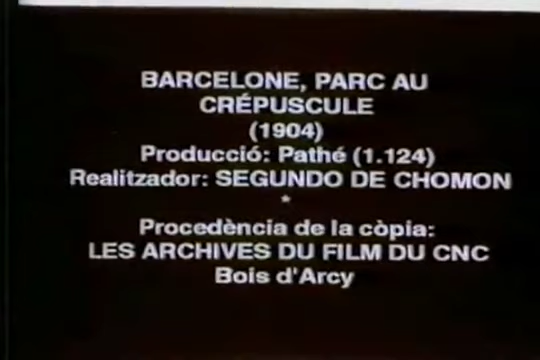 BARCELONE, PARC AU
CRÉPUSCULE
(1904)
Producció: Pathé (1.124)
Realitzador: SEGUNDO DE CHOMON
*
Procedència de la còpia:
LES ARCHIVES DU FILM DU CNC
Bois d'Arcy